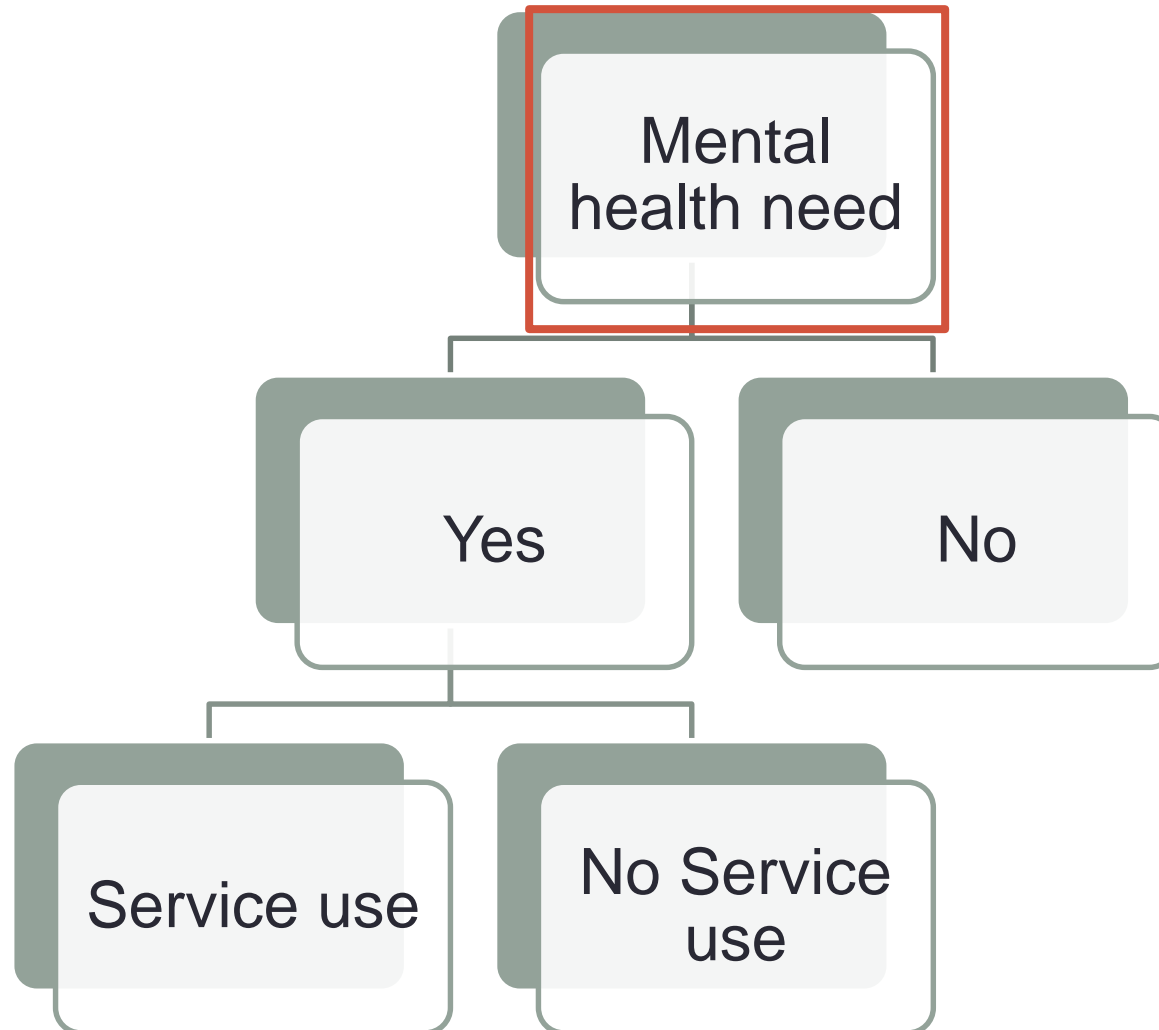 Mental
health need
Yes
No
Service use
No Service
use